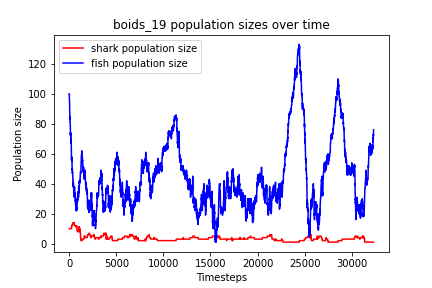 boids_19 population sizes over time
shark population size
fish population size
Population size
120
100
80
60
40
20
0
0 5000 10000 15000 20000 25000 30000
Timesteps